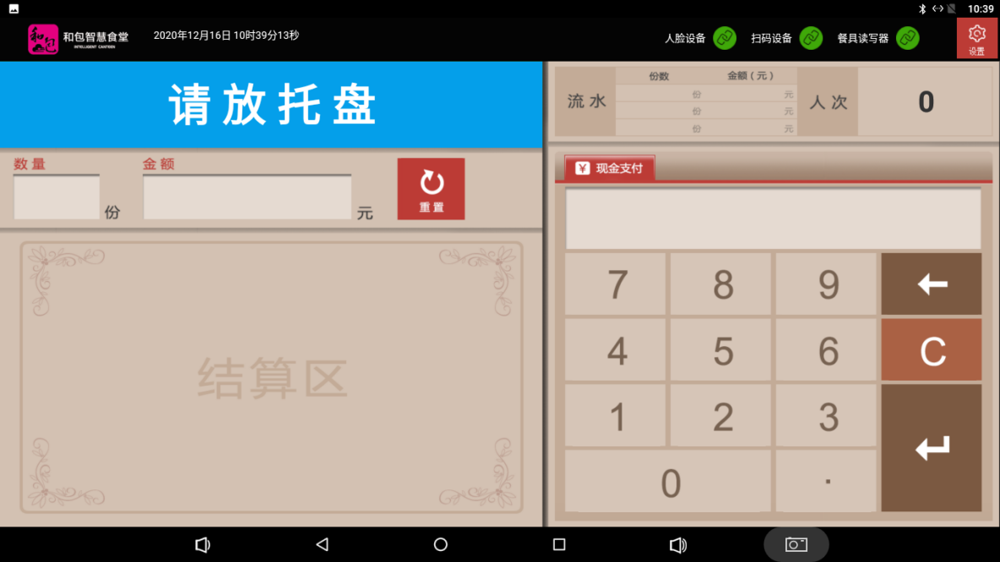 10:39
和包智慧食堂
INTELLIGENT CANTEEN
2020年12月16日 10时39分13秒
人脸设备
扫码设备
餐具读写器
设置
请放托盘
数量
份
金额
元
重置
结算区
流水
份数 金额(元)
份 元
份 元
份 元
人次
0
¥ 现金支付
7 8 9
4 5 6 C
1 2 3
0 .